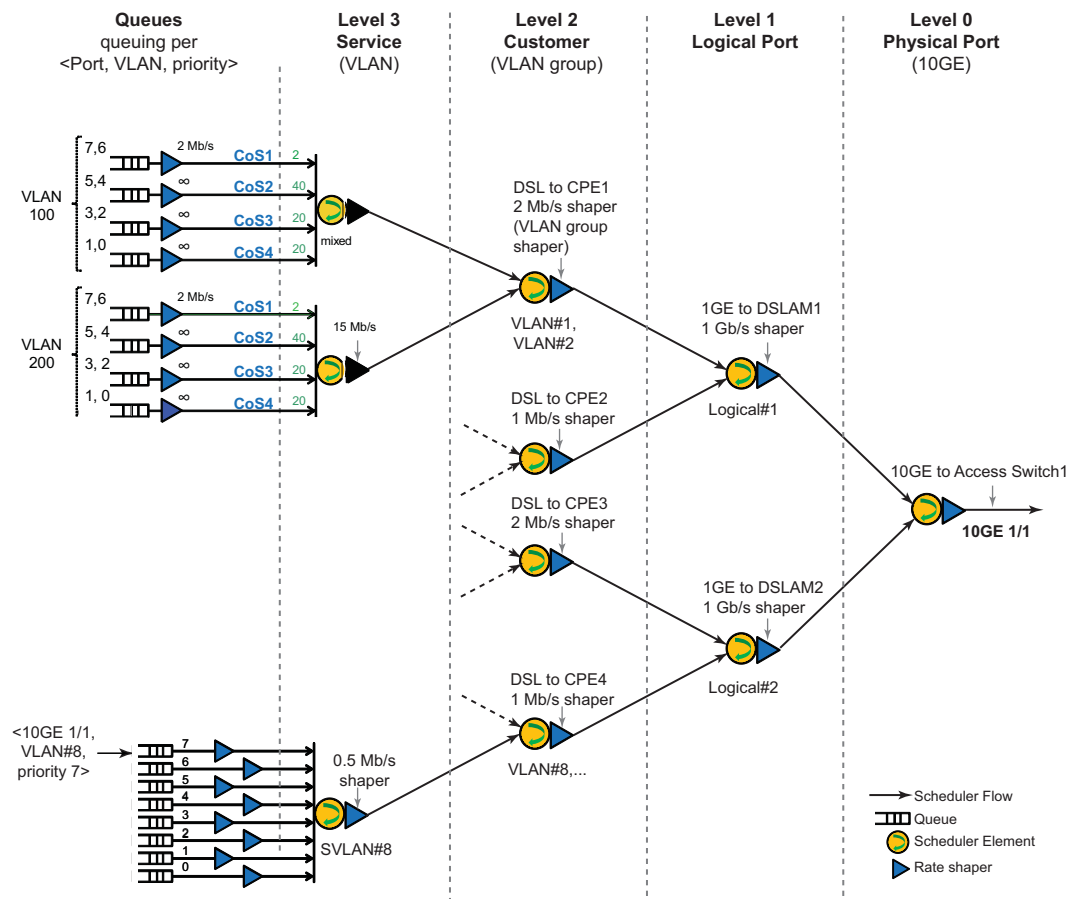 Queues
queuing per
<Port, VLAN, priority>
Level 3
Service
(VLAN)
Level 2
Customer
(VLAN group)
Level 1
Logical Port
Level 0
Physical Port
(10GE)
VLAN
100
7,6
2 Mb/s
CoS1
2
5,4
∞
CoS2
40
3,2
∞
CoS3
20
1,0
∞
CoS4
20
mixed
VLAN
200
7,6
2 Mb/s
CoS1
2
5, 4
∞
CoS2
40
3, 2
∞
CoS3
20
1, 0
∞
CoS4
20
15 Mb/s
DSL to CPE1
2 Mb/s shaper
(VLAN group
shaper)
VLAN#1,
VLAN#2
DSL to CPE2
1 Mb/s shaper
DSL to CPE3
2 Mb/s shaper
DSL to CPE4
1 Mb/s shaper
VLAN#8,...
1GE to DSLAM1
1 Gb/s shaper
Logical#1
1GE to DSLAM2
1 Gb/s shaper
Logical#2
10GE to Access Switch1
10GE 1/1
<10GE 1/1,
VLAN#8,
priority 7>
7
6
5
4
3
2
1
0
0.5 Mb/s
shaper
SVLAN#8
Scheduler Flow
Queue
Scheduler Element
Rate shaper